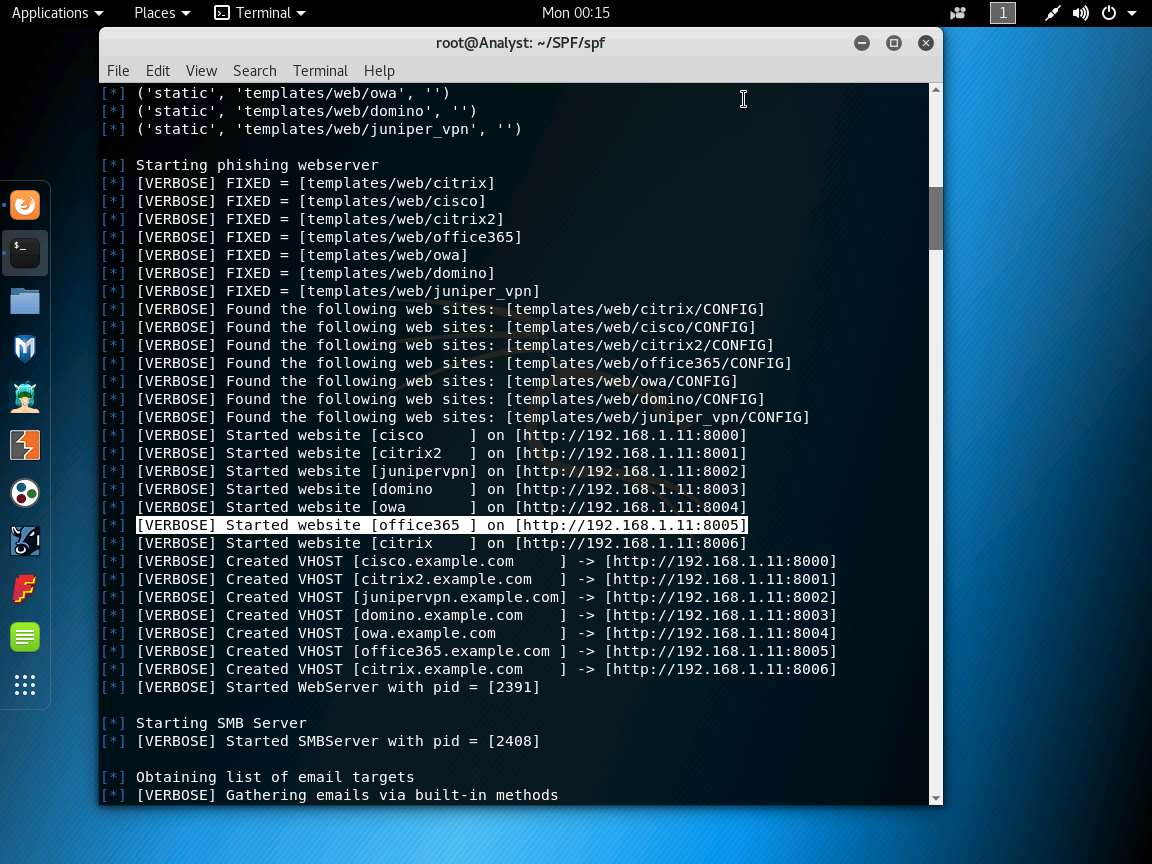 Applications Places Terminal Mon 00:15 1
root@Analyst: ~/SPF/spf
File Edit View Search Terminal Help
[*] ('static', 'templates/web/owa', '')
[*] ('static', 'templates/web/domino', '')
[*] ('static', 'templates/web/juniper_vpn', '')
[*] Starting phishing webserver
[*] [VERBOSE] FIXED = [templates/web/citrix]
[*] [VERBOSE] FIXED = [templates/web/cisco]
[*] [VERBOSE] FIXED = [templates/web/citrix2]
[*] [VERBOSE] FIXED = [templates/web/office365]
[*] [VERBOSE] FIXED = [templates/web/owa]
[*] [VERBOSE] FIXED = [templates/web/domino]
[*] [VERBOSE] FIXED = [templates/web/juniper_vpn]
[*] [VERBOSE] Found the following web sites: [templates/web/citrix/CONFIG]
[*] [VERBOSE] Found the following web sites: [templates/web/cisco/CONFIG]
[*] [VERBOSE] Found the following web sites: [templates/web/citrix2/CONFIG]
[*] [VERBOSE] Found the following web sites: [templates/web/office365/CONFIG]
[*] [VERBOSE] Found the following web sites: [templates/web/owa/CONFIG]
[*] [VERBOSE] Found the following web sites: [templates/web/domino/CONFIG]
[*] [VERBOSE] Found the following web sites: [templates/web/juniper_vpn/CONFIG]
[*] [VERBOSE] Started website [cisco     ] on [http://192.168.1.11:8000]
[*] [VERBOSE] Started website [citrix2   ] on [http://192.168.1.11:8001]
[*] [VERBOSE] Started website [junipervpn] on [http://192.168.1.11:8002]
[*] [VERBOSE] Started website [domino    ] on [http://192.168.1.11:8003]
[*] [VERBOSE] Started website [owa       ] on [http://192.168.1.11:8004]
[*] [VERBOSE] Started website [office365 ] on [http://192.168.1.11:8005]
[*] [VERBOSE] Started website [citrix    ] on [http://192.168.1.11:8006]
[*] [VERBOSE] Created VHOST [cisco.example.com     ] -> [http://192.168.1.11:8000]
[*] [VERBOSE] Created VHOST [citrix2.example.com   ] -> [http://192.168.1.11:8001]
[*] [VERBOSE] Created VHOST [junipervpn.example.com] -> [http://192.168.1.11:8002]
[*] [VERBOSE] Created VHOST [domino.example.com    ] -> [http://192.168.1.11:8003]
[*] [VERBOSE] Created VHOST [owa.example.com       ] -> [http://192.168.1.11:8004]
[*] [VERBOSE] Created VHOST [office365.example.com ] -> [http://192.168.1.11:8005]
[*] [VERBOSE] Created VHOST [citrix.example.com    ] -> [http://192.168.1.11:8006]
[*] [VERBOSE] Started WebServer with pid = [2391]
[*] Starting SMB Server
[*] [VERBOSE] Started SMBServer with pid = [2408]
[*] Obtaining list of email targets
[*] [VERBOSE] Gathering emails via built-in methods